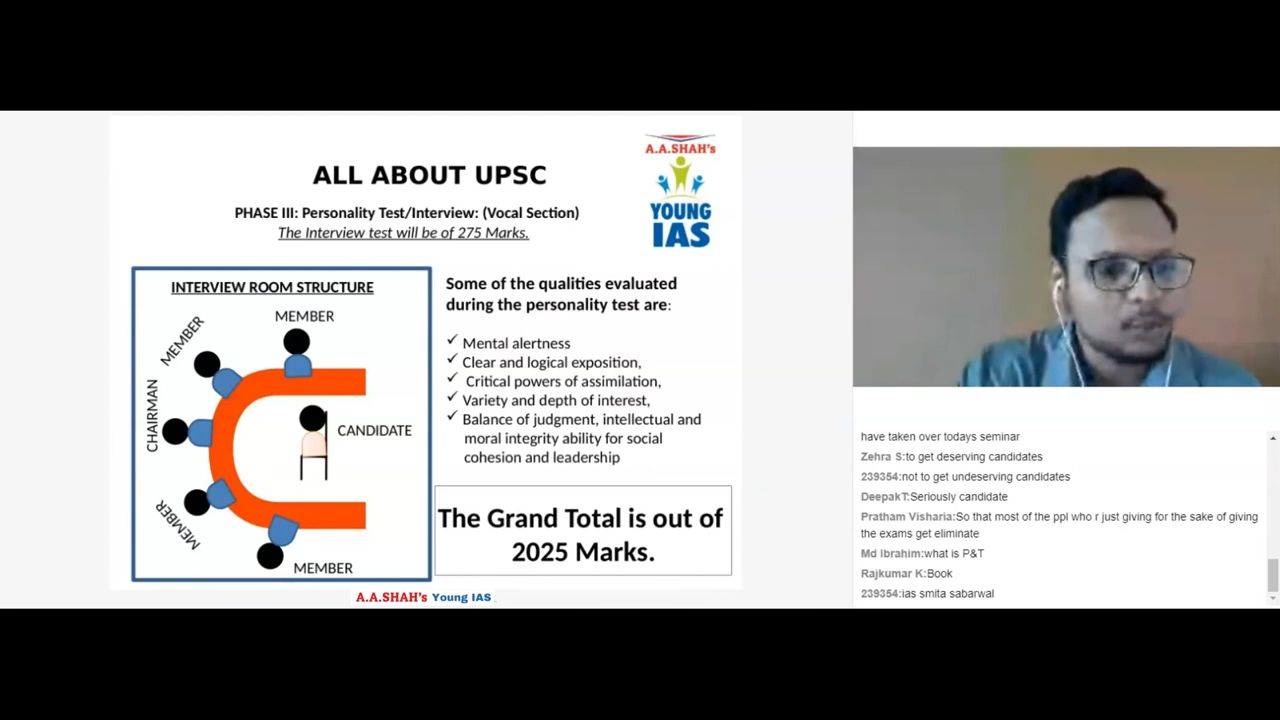 ALL ABOUT UPSC
PHASE III: Personality Test/Interview: (Vocal Section)
The Interview test will be of 275 Marks.
A.A.SHAH's
YOUNG
IAS
INTERVIEW ROOM STRUCTURE
MEMBER
MEMBER
CHAIRMAN
CANDIDATE
MEMBER
MEMBER
Some of the qualities evaluated
during the personality test are:
✓ Mental alertness
✓ Clear and logical exposition,
✓ Critical powers of assimilation,
✓ Variety and depth of interest,
✓ Balance of judgment, intellectual and
moral integrity ability for social
cohesion and leadership
The Grand Total is out of
2025 Marks.
A.A.SHAH's Young IAS
have taken over todays seminar
Zehra S:to get deserving candidates
239354:not to get undeserving candidates
DeepakT:Seriously candidate
Pratham Visharia:So that most of the ppl who r just giving for the sake of giving
the exams get eliminate
Md Ibrahim:what is P&T
Rajkumar K:Book
239354:ias smita sabarwal